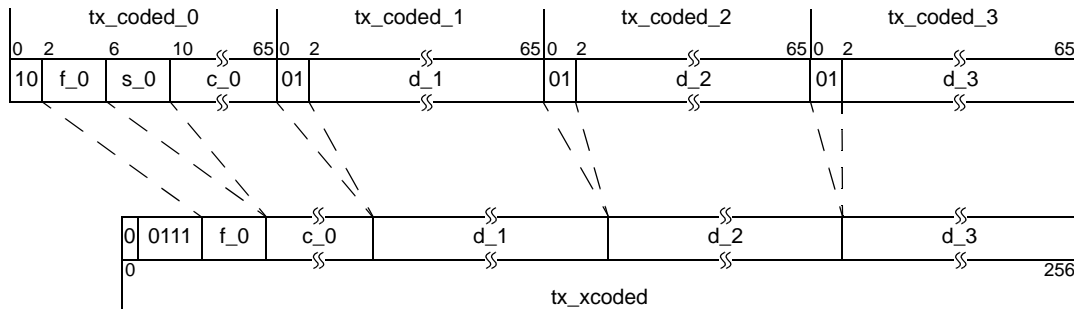 tx_coded_0 tx_coded_1 tx_coded_2 tx_coded_3
0 2 6 10 65 0 2 65 0 2 65 0 2 65
10 f_0 s_0 c_0 01 d_1 01 d_2 01 d_3
0 0111 f_0 c_0 d_1 d_2 d_3
0 256
tx_xcoded